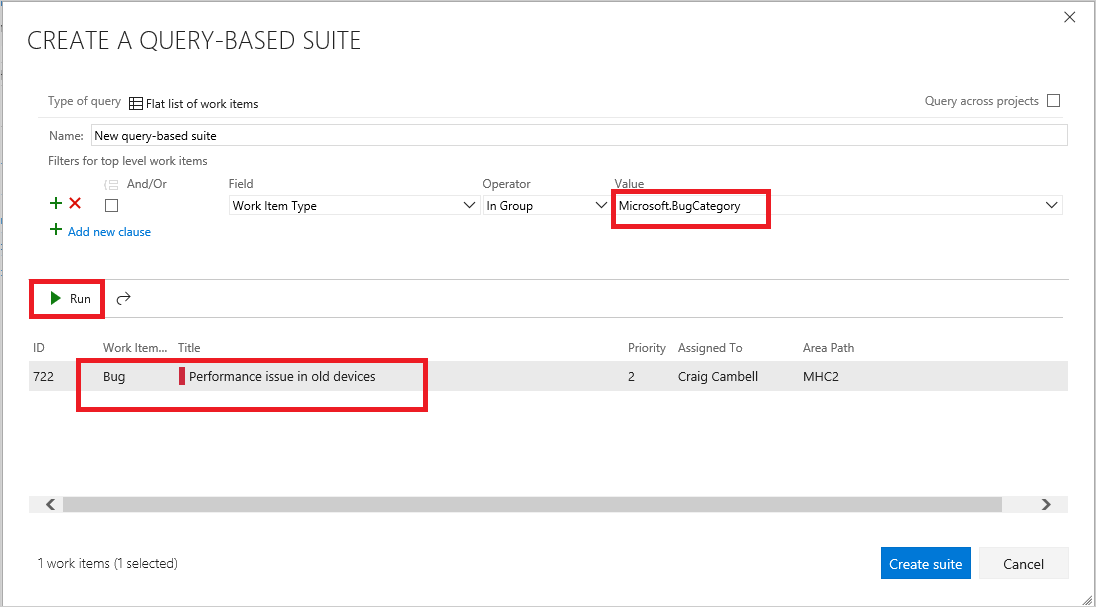 CREATE A QUERY-BASED SUITE
Type of query Flat list of work items Query across projects
Name: New query-based suite
Filters for top level work items
And/Or Field Operator Value
Work Item Type In Group Microsoft.BugCategory
Add new clause
Run
ID Work Item... Title Priority Assigned To Area Path
722 Bug Performance issue in old devices 2 Craig Cambell MHC2
1 work items (1 selected) Create suite Cancel